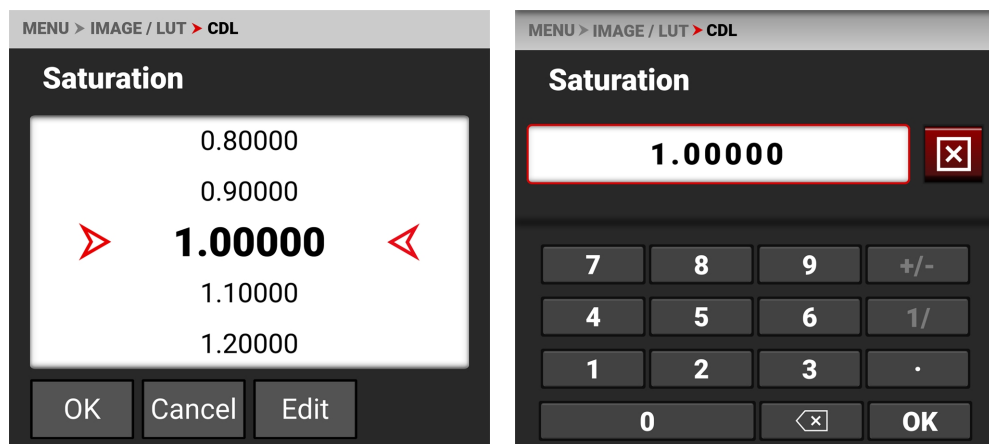 MENU > IMAGE / LUT > CDL
Saturation
0.80000
0.90000
1.00000
1.10000
1.20000
OK Cancel Edit
MENU > IMAGE / LUT > CDL
Saturation
1.00000
7 8 9 +/-
4 5 6 1/
1 2 3 .
0 OK